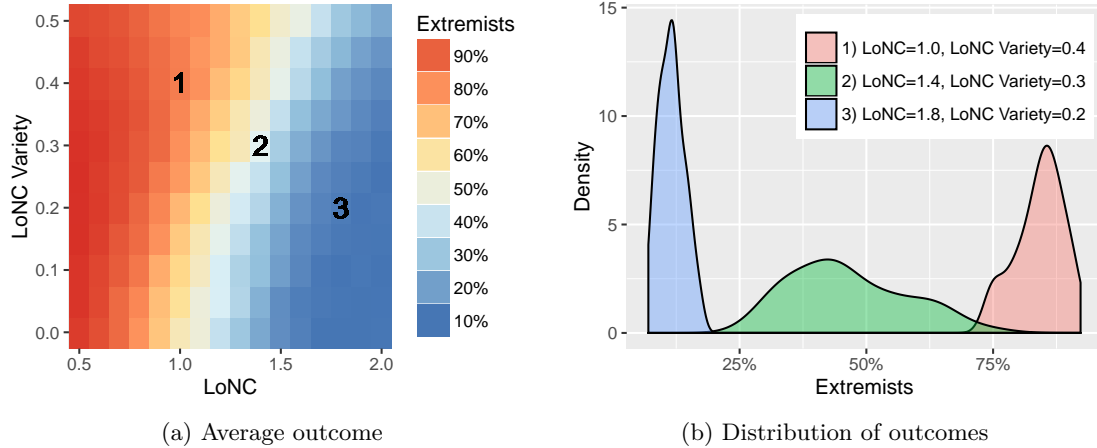 0.5
0.4
0.3
0.2
0.1
0.0
LoNC Variety
1
2
3
0.5
1.0
1.5
2.0
LoNC
Extremists
90%
80%
70%
60%
50%
40%
30%
20%
10%
(a) Average outcome
15
10
5
0
Density
1) LoNC=1.0, LoNC Variety=0.4
2) LoNC=1.4, LoNC Variety=0.3
3) LoNC=1.8, LoNC Variety=0.2
25%
50%
75%
Extremists
(b) Distribution of outcomes